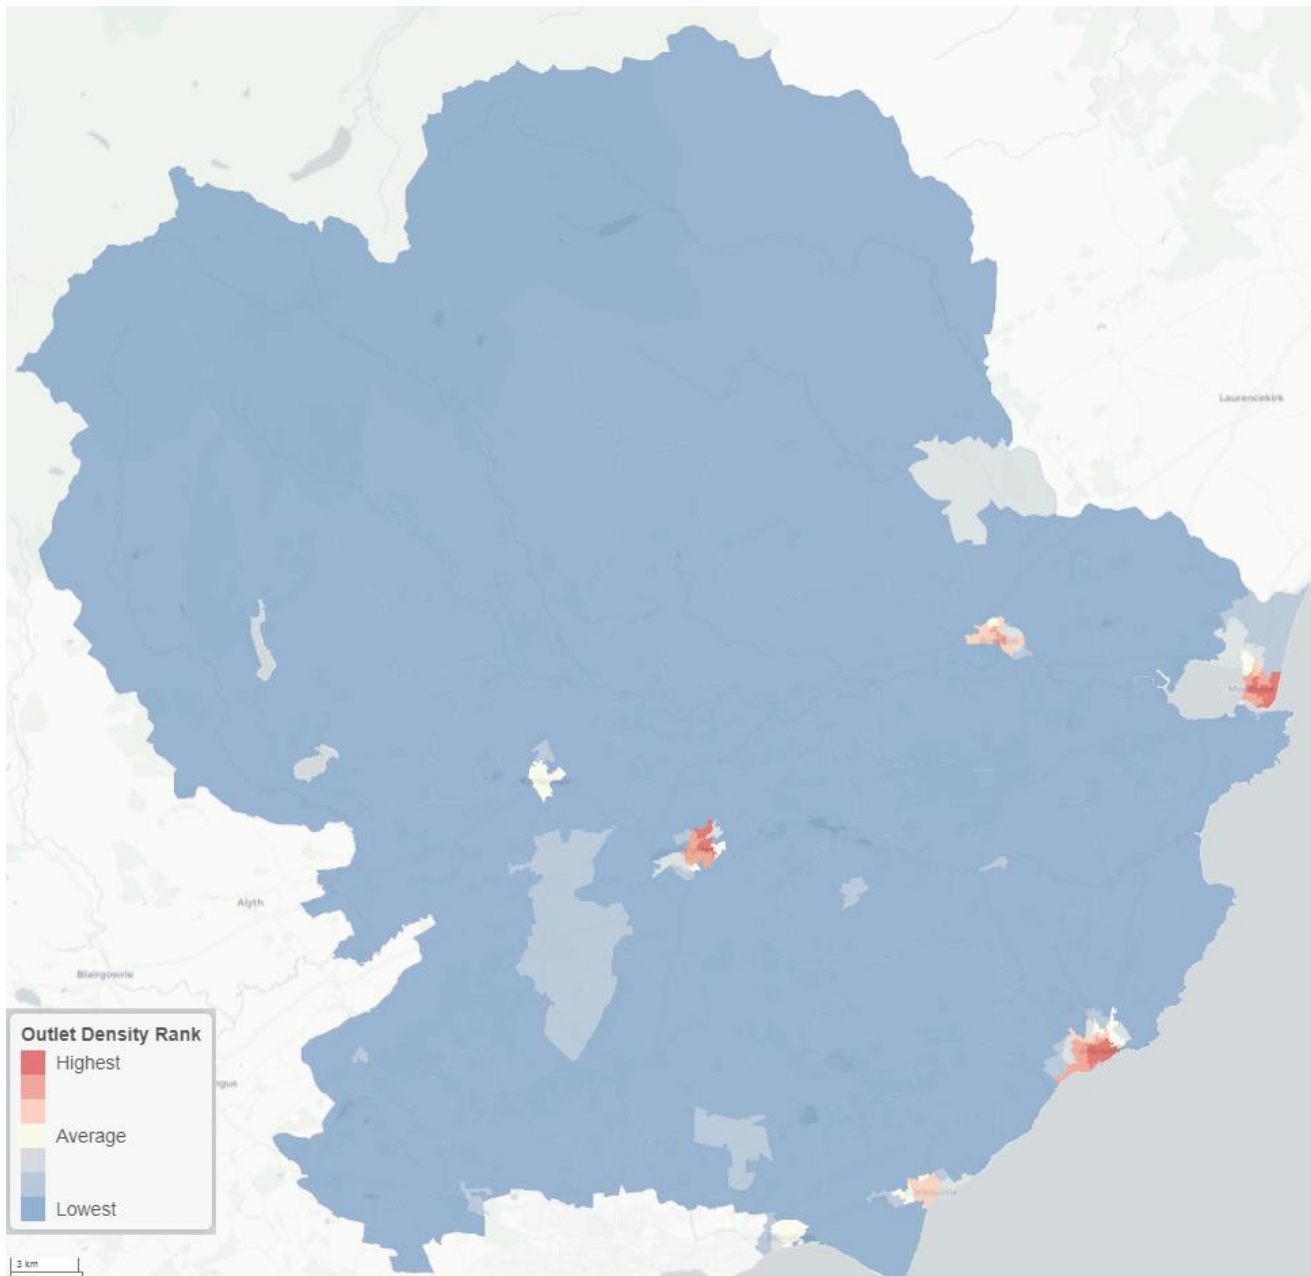 Laurencekirk
Alyth
Blairgowrie
Outlet Density Rank
Highest
Average
Lowest
3 km